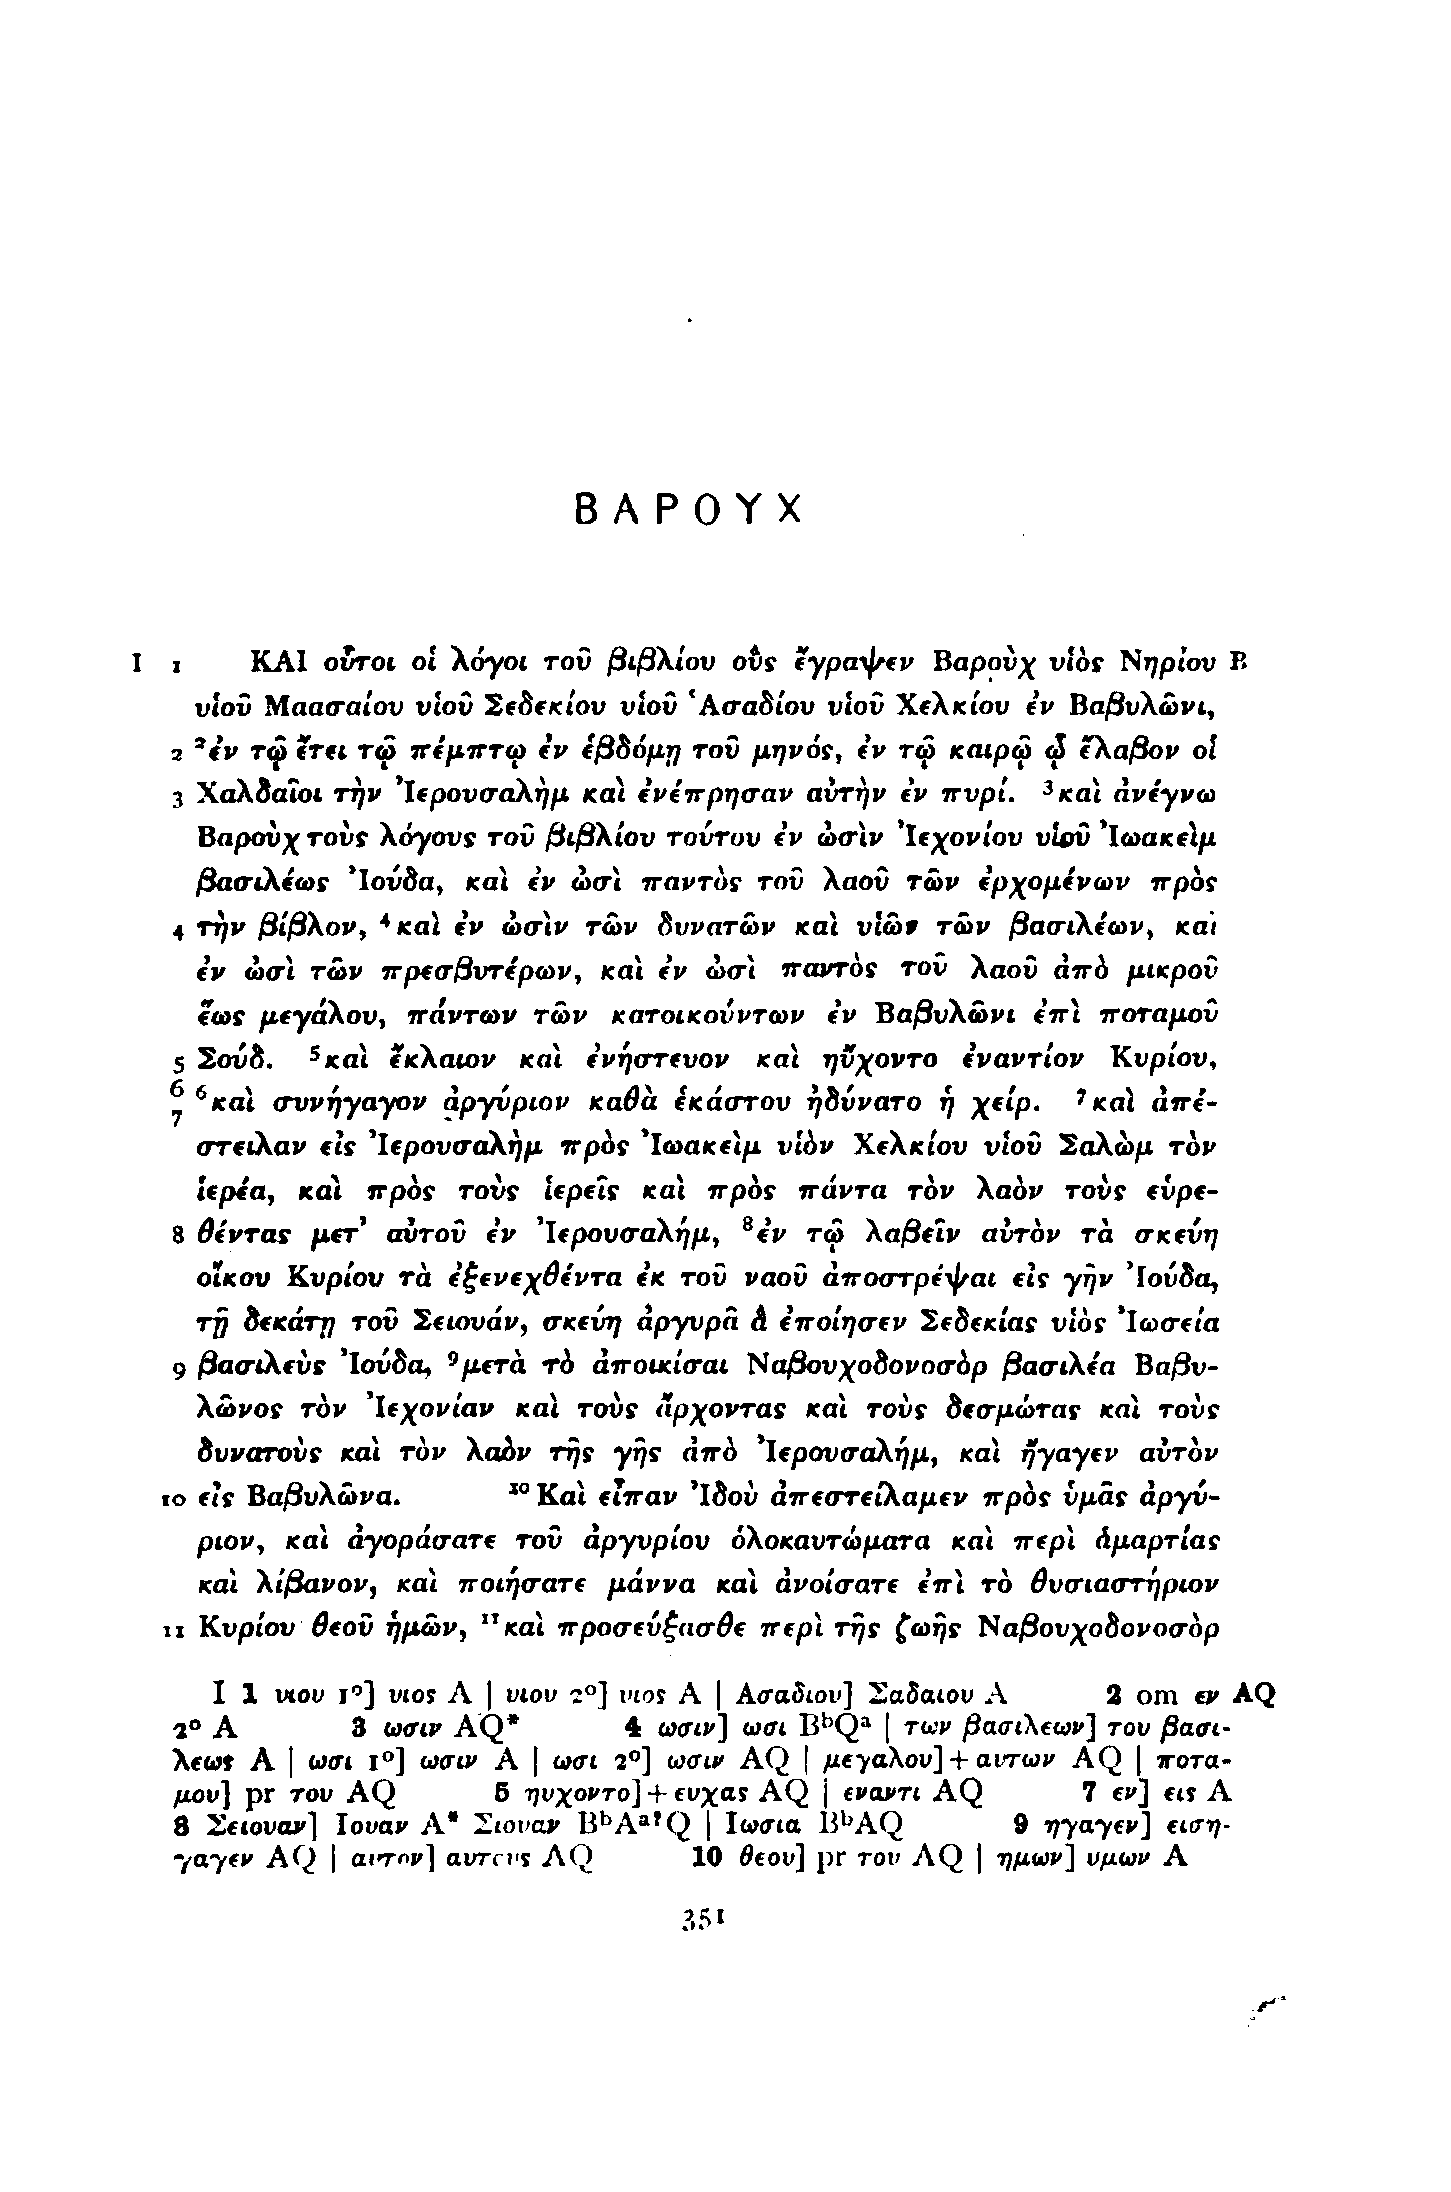 ΒΑΡΟΥΧ
I 1 ΚΑΙ οὗτοι οἱ λόγοι τοῦ βιβλίου οὓς ἔγραψεν Βαροὺχ υἱὸς Νηρίου B
υἱοῦ Μαασαίου υἱοῦ Σεδεκίου υἱοῦ Ἁσαδίου υἱοῦ Χελκίου ἐν Βαβυλῶνι,
2 ²ἐν τῷ ἔτει τῷ πέμπτῳ ἐν ἑβδόμῃ τοῦ μηνός, ἐν τῷ καιρῷ ᾧ ἔλαβον οἱ
3 Χαλδαῖοι τὴν Ἰερουσαλὴμ καὶ ἐνέπρησαν αὐτὴν ἐν πυρί. ³καὶ ἀνέγνω
Βαροὺχ τοὺς λόγους τοῦ βιβλίου τούτου ἐν ὠσὶν Ἰεχονίου υἱοῦ Ἰωακεὶμ
βασιλέως Ἰούδα, καὶ ἐν ὠσὶ παντὸς τοῦ λαοῦ τῶν ἐρχομένων πρὸς
4 τὴν βίβλον, ⁴καὶ ἐν ὠσὶν τῶν δυνατῶν καὶ υἱῶν τῶν βασιλέων, καὶ
ἐν ὠσὶ τῶν πρεσβυτέρων, καὶ ἐν ὠσὶ παντὸς τοῦ λαοῦ ἀπὸ μικροῦ
ἕως μεγάλου, πάντων τῶν κατοικούντων ἐν Βαβυλῶνι ἐπὶ ποταμοῦ
5 Σούδ. ⁵καὶ ἔκλαιον καὶ ἐνήστευον καὶ ηὔχοντο ἐναντίον Κυρίου,
6 ⁶καὶ συνήγαγον ἀργύριον καθὰ ἑκάστου ἠδύνατο ἡ χείρ. ⁷καὶ ἀπέ-
7 στειλαν εἰς Ἰερουσαλὴμ πρὸς Ἰωακεὶμ υἱὸν Χελκίου υἱοῦ Σαλὼμ τὸν
ἱερέα, καὶ πρὸς τοὺς ἱερεῖς καὶ πρὸς πάντα τὸν λαὸν τοὺς εὑρε-
8 θέντας μετ’ αὐτοῦ ἐν Ἰερουσαλήμ, ⁸ἐν τῷ λαβεῖν αὐτὸν τὰ σκεύη
οἴκου Κυρίου τὰ ἐξενεχθέντα ἐκ τοῦ ναοῦ ἀποστρέψαι εἰς γῆν Ἰούδα,
τῇ δεκάτῃ τοῦ Σειουάν, σκεύη ἀργυρᾶ ἃ ἐποίησεν Σεδεκίας υἱὸς Ἰωσεία
9 βασιλεὺς Ἰούδα, ⁹μετὰ τὸ ἀποικίσαι Ναβουχοδονοσὸρ βασιλέα Βαβυ-
λῶνος τὸν Ἰεχονίαν καὶ τοὺς ἄρχοντας καὶ τοὺς δεσμώτας καὶ τοὺς
δυνατοὺς καὶ τὸν λαὸν τῆς γῆς ἀπὸ Ἰερουσαλήμ, καὶ ἤγαγεν αὐτὸν
10 εἰς Βαβυλῶνα. ¹⁰Καὶ εἶπαν Ἰδοὺ ἀπεστείλαμεν πρὸς ὑμᾶς ἀργύ-
ριον, καὶ ἀγοράσατε τοῦ ἀργυρίου ὁλοκαυτώματα καὶ περὶ ἁμαρτίας
καὶ λίβανον, καὶ ποιήσατε μάννα καὶ ἀνοίσατε ἐπὶ τὸ θυσιαστήριον
11 Κυρίου θεοῦ ἡμῶν, ¹¹καὶ προσεύξασθε περὶ τῆς ζωῆς Ναβουχοδονοσὸρ
I 1 υιου 1°] υιος A | υιου 2°] υιος A | Ασαδιου] Σαδαιου A 2 om εν AQ
2° A 3 ωσιν AQ* 4 ωσιν] ωσι BᵇQᵃ | των βασιλεων] του βασι-
λεως A | ωσι 1°] ωσιν A | ωσι 2°] ωσιν AQ | μεγαλου]+αυτων AQ | ποτα-
μου] pr του AQ 5 ηυχοντο]+ευχας AQ | εναντι AQ 7 εν] εις A
8 Σειουαν] Ιουαν A* Σιουαν BᵇAᵃ?Q | Ιωσια BᵇAQ 9 ηγαγεν] ειση-
γαγεν AQ | αυτον] αυτους AQ 10 θεου] pr του AQ | ημων] υμων A
351